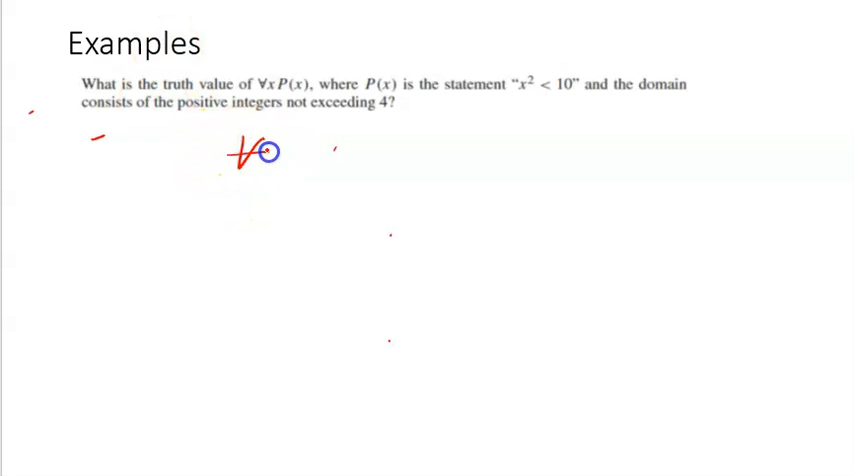 Examples
What is the truth value of ∀x P(x), where P(x) is the statement “x² < 10” and the domain
consists of the positive integers not exceeding 4?
∀